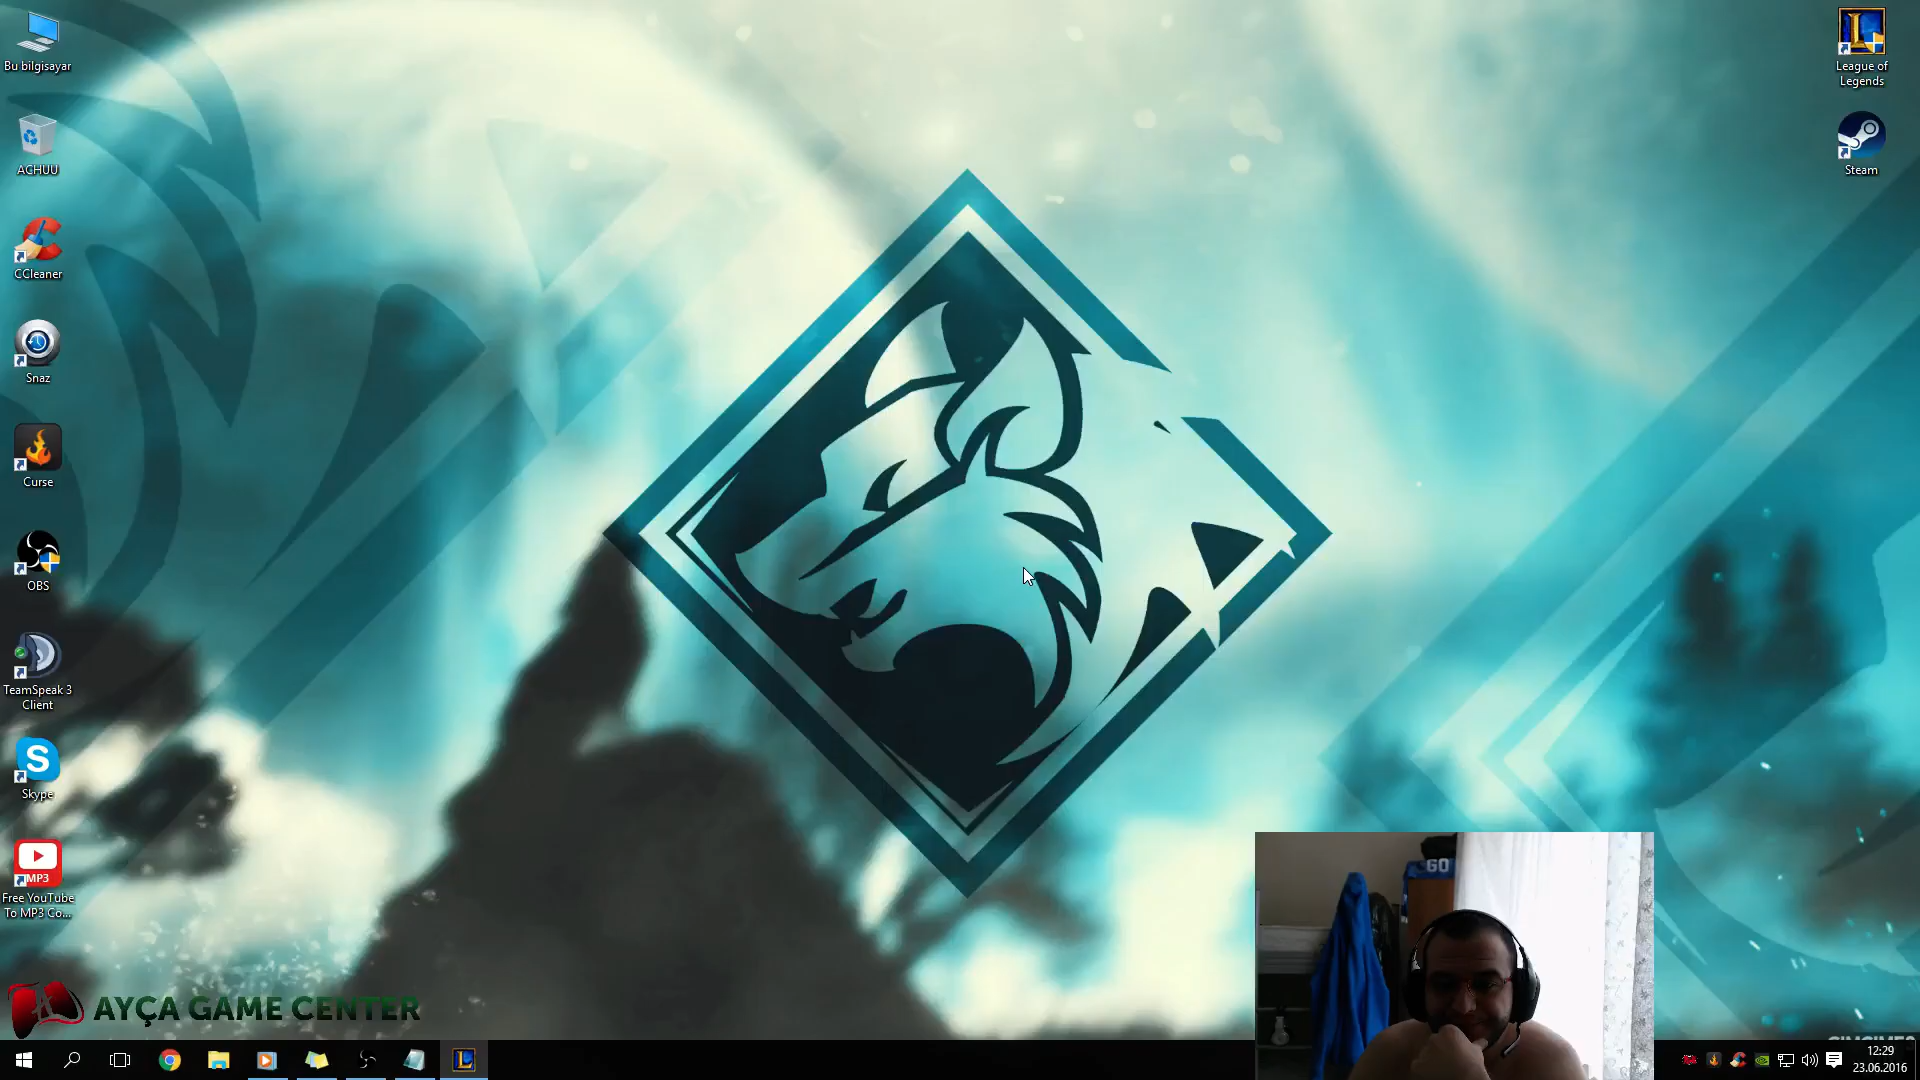 Bu bilgisayar
ACHUU
CCleaner
Snaz
Curse
OBS
TeamSpeak 3
Client
Skype
MP3
Free YouTube
To MP3 Co...
League of
Legends
Steam
GO
AYÇA GAME CENTER
12:29
23.06.2016